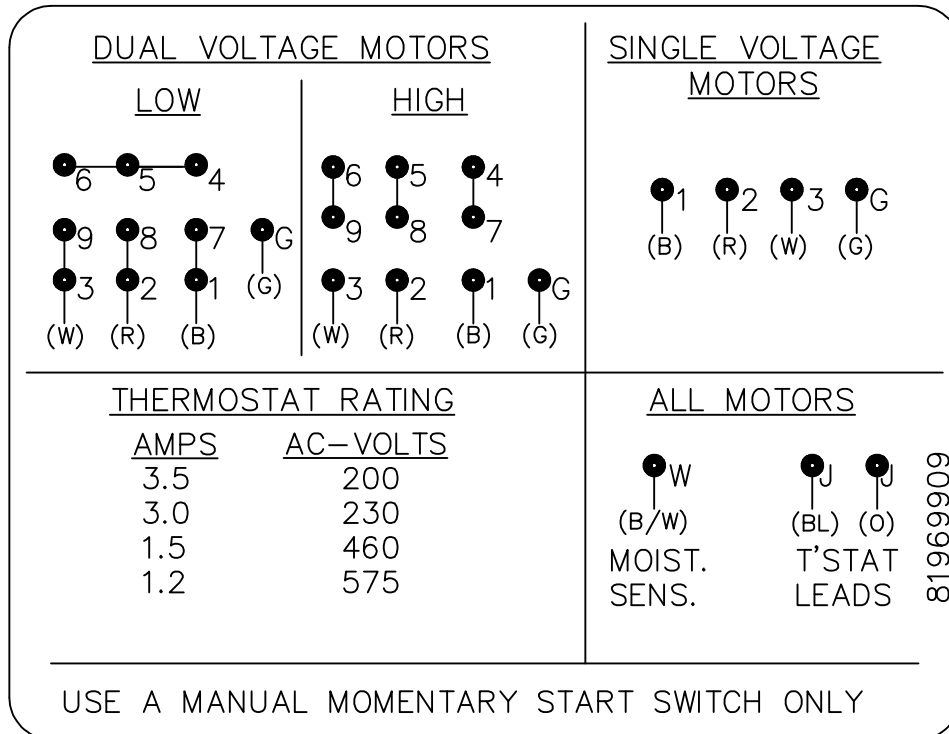 DUAL VOLTAGE MOTORS
LOW
6 5 4
9 8 7 G
3 2 1 (G)
(W) (R) (B)
HIGH
6 5 4
9 8 7
3 2 1 G
(W) (R) (B) (G)
SINGLE VOLTAGE
MOTORS
1 2 3 G
(B) (R) (W) (G)
THERMOSTAT RATING
AMPS AC-VOLTS
3.5 200
3.0 230
1.5 460
1.2 575
ALL MOTORS
W J J
(B/W) (BL) (O)
MOIST. T'STAT
SENS. LEADS
81969909
USE A MANUAL MOMENTARY START SWITCH ONLY